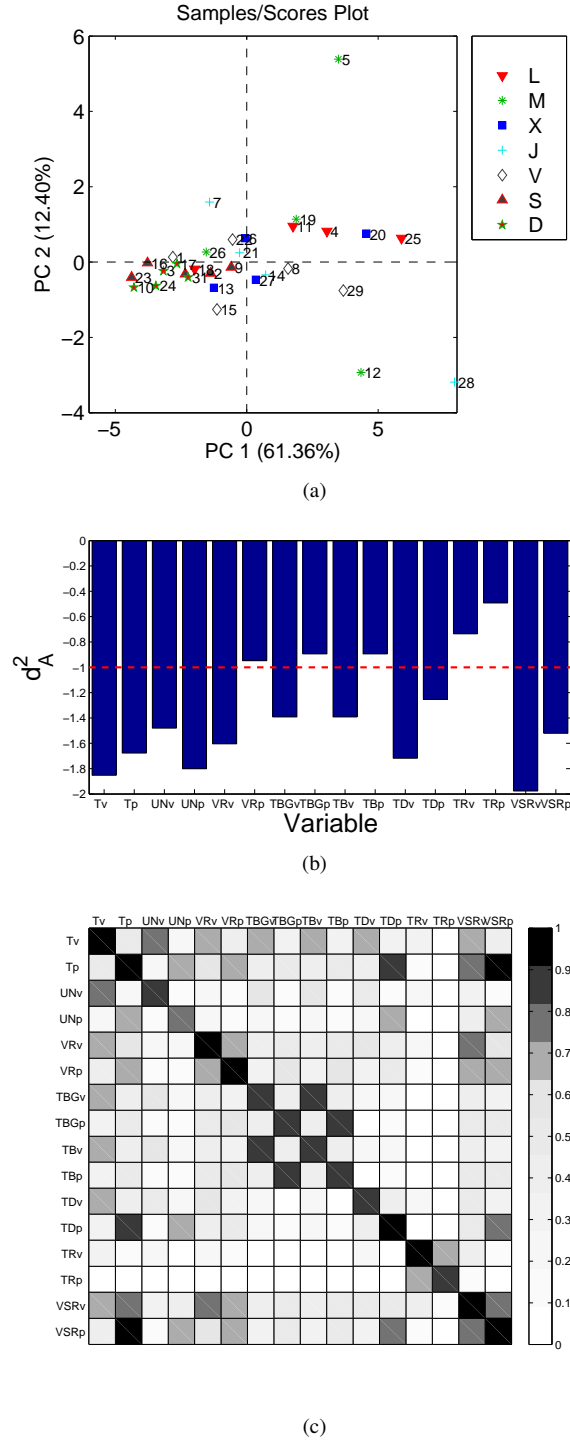 Samples/Scores Plot
6
4
2
0
−2
−4
−5
0
5
PC 1 (61.36%)
PC 2 (12.40%)
5
7
19
11
4
20
25
26
21
1
16
17
18
2
9
8
23
3
10
24
31
13
27
14
15
29
12
28
L
M
X
J
V
S
D
(a)
0
−0.2
−0.4
−0.6
−0.8
−1
−1.2
−1.4
−1.6
−1.8
−2
d²A
Tv Tp UNv UNp VRv VRp TBGv TBGp TBv TBp TDv TDp TRv TRp VSRv VSRp
Variable
(b)
Tv Tp UNv UNp VRv VRp TBGv TBGp TBv TBp TDv TDp TRv TRp VSRv VSRp
Tv
Tp
UNv
UNp
VRv
VRp
TBGv
TBGp
TBv
TBp
TDv
TDp
TRv
TRp
VSRv
VSRp
1
0.9
0.8
0.7
0.6
0.5
0.4
0.3
0.2
0.1
0
(c)